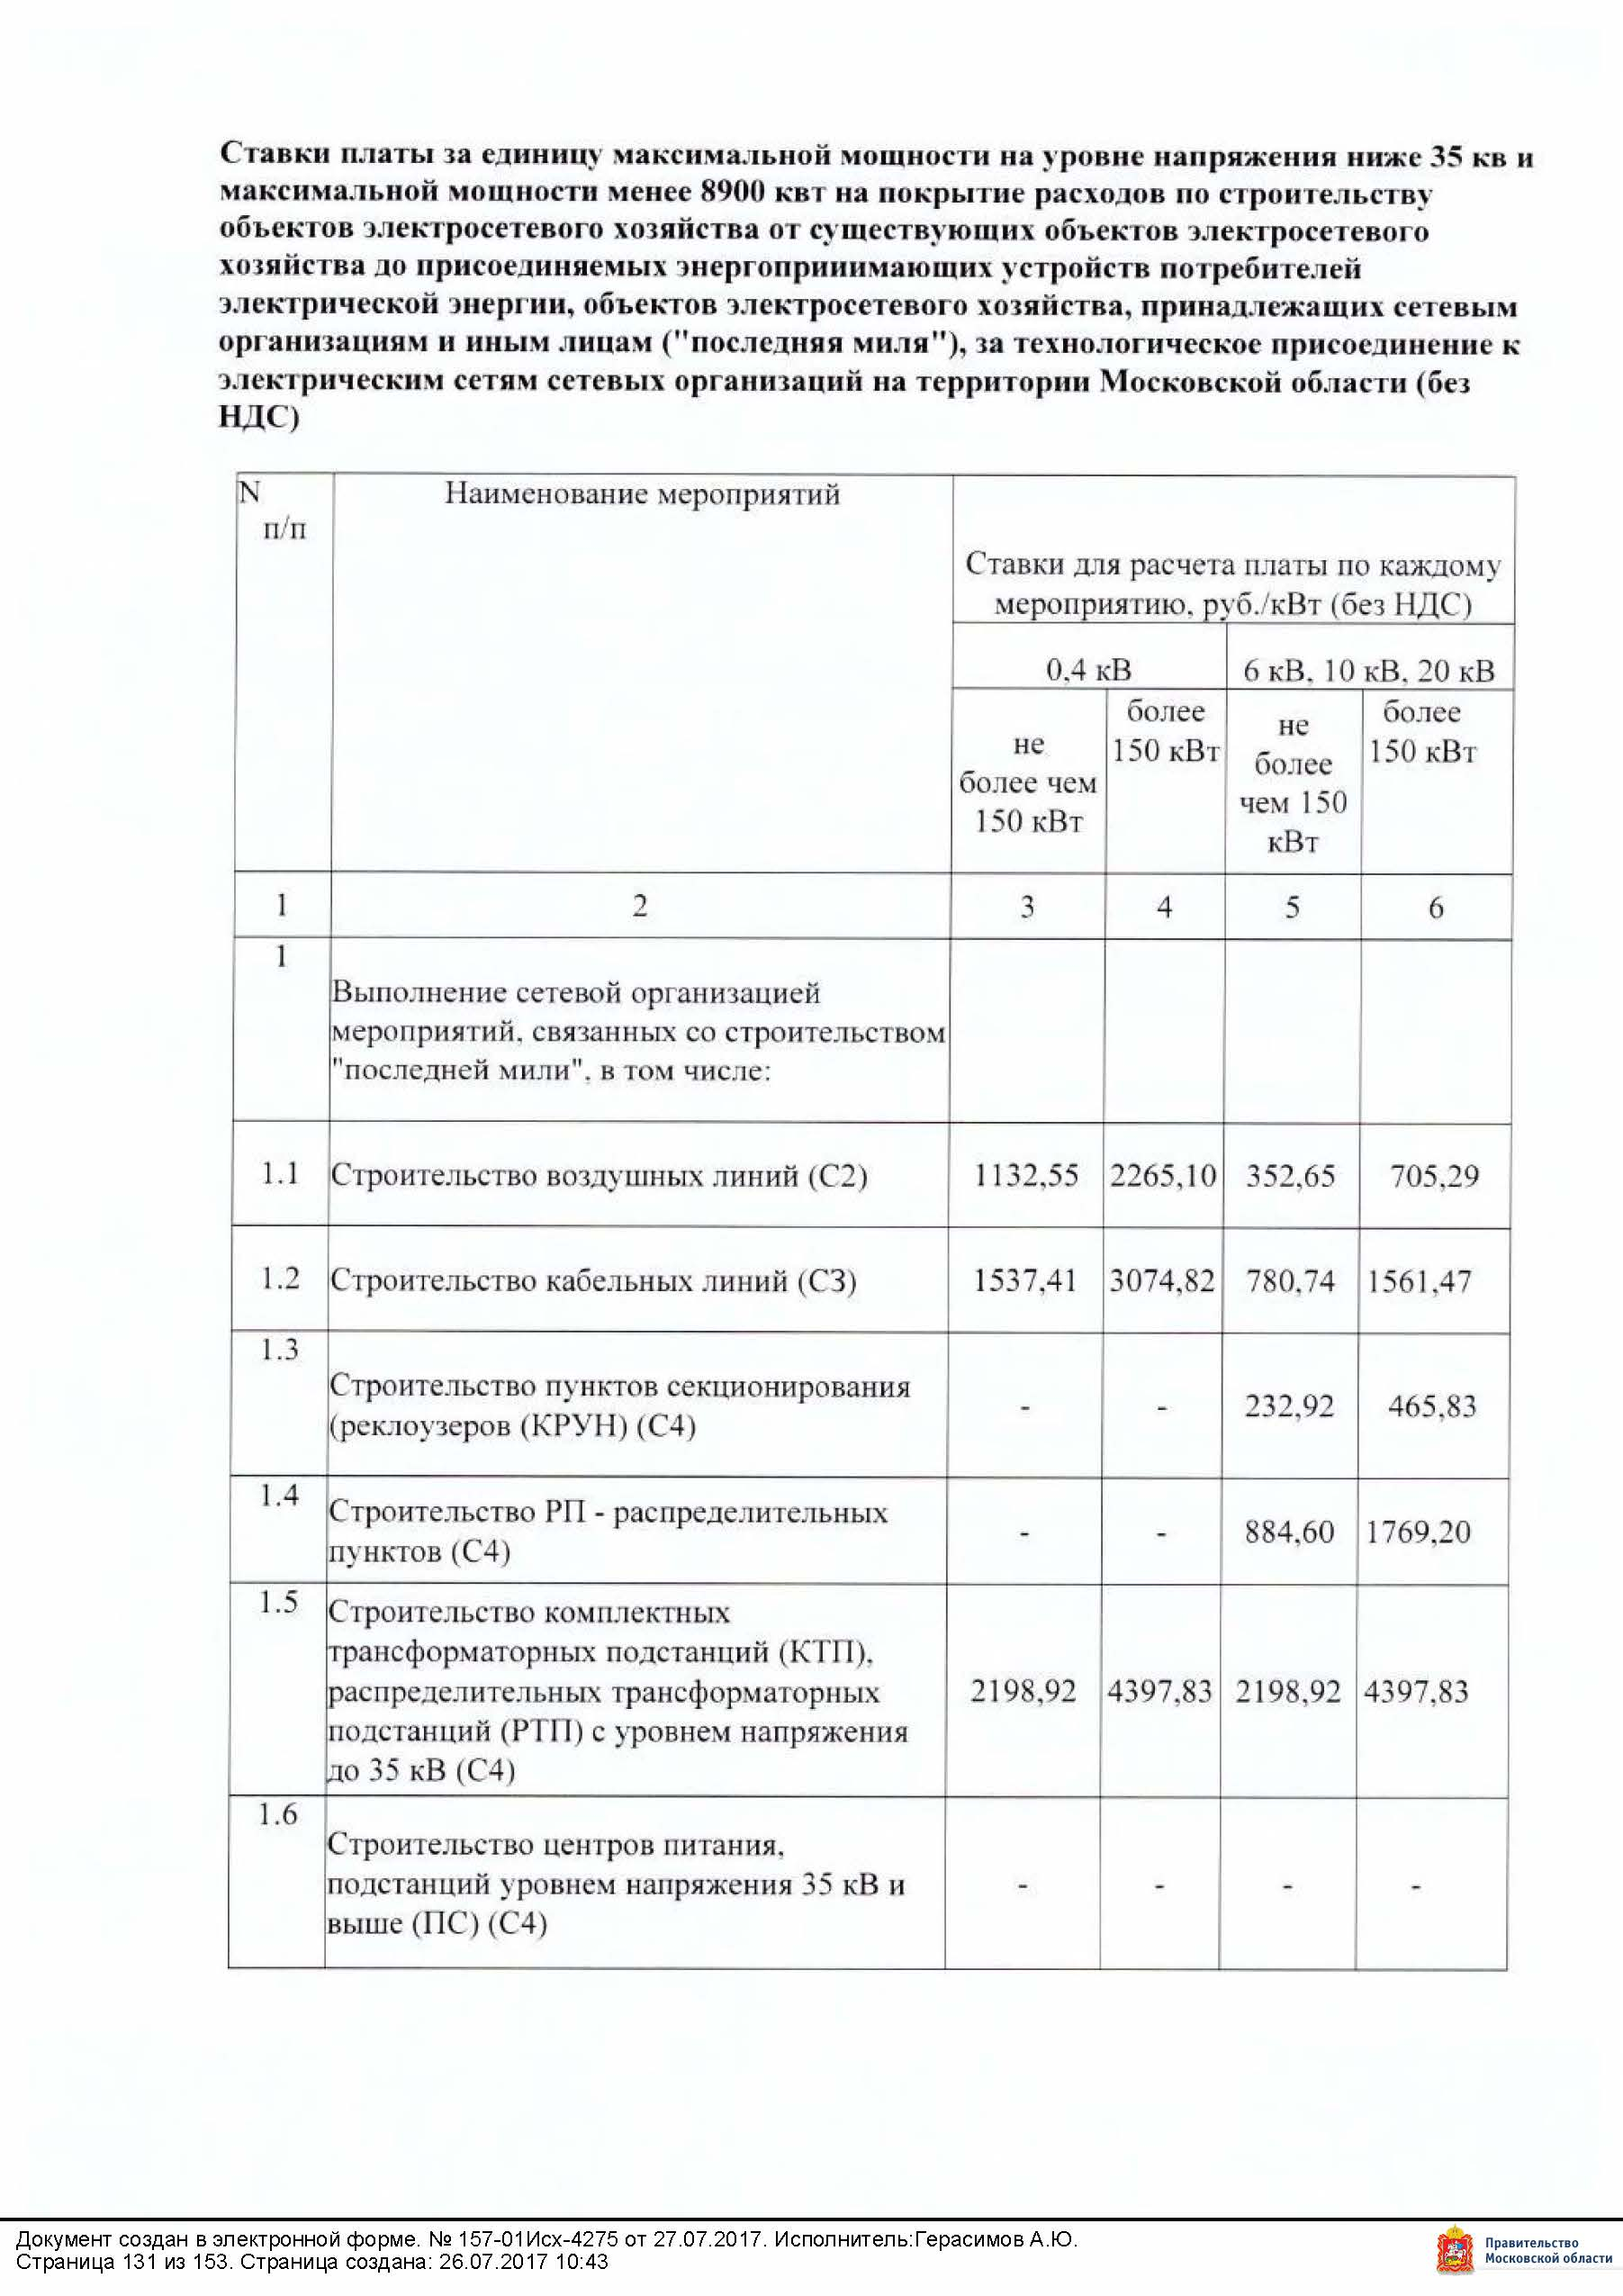 Ставки платы за единицу максимальной мощности на уровне напряжения ниже 35 кв и
максимальной мощности менее 8900 квт на покрытие расходов по строительству
объектов электросетевого хозяйства от существующих объектов электросетевого
хозяйства до присоединяемых энергопринимающих устройств потребителей
электрической энергии, объектов электросетевого хозяйства, принадлежащих сетевым
организациям и иным лицам ("последняя миля"), за технологическое присоединение к
электрическим сетям сетевых организаций на территории Московской области (без
НДС)
N
п/п
Наименование мероприятий
Ставки для расчета платы по каждому
мероприятию, руб./кВт (без НДС)
0,4 кВ
6 кВ, 10 кВ, 20 кВ
не
более чем
150 кВт
более
150 кВт
не
более
чем 150
кВт
более
150 кВт
1 2 3 4 5 6
1
Выполнение сетевой организацией
мероприятий, связанных со строительством
"последней мили", в том числе:
1.1 Строительство воздушных линий (С2) 1132,55 2265,10 352,65 705,29
1.2 Строительство кабельных линий (С3) 1537,41 3074,82 780,74 1561,47
1.3
Строительство пунктов секционирования
(реклоузеров (КРУН) (С4)
- - 232,92 465,83
1.4
Строительство РП - распределительных
пунктов (С4)
- - 884,60 1769,20
1.5
Строительство комплектных
трансформаторных подстанций (КТП),
распределительных трансформаторных
подстанций (РТП) с уровнем напряжения
до 35 кВ (С4)
2198,92 4397,83 2198,92 4397,83
1.6
Строительство центров питания,
подстанций уровнем напряжения 35 кВ и
выше (ПС) (С4)
- - - -
Документ создан в электронной форме. № 157-01Исх-4275 от 27.07.2017. Исполнитель:Герасимов А.Ю.
Страница 131 из 153. Страница создана: 26.07.2017 10:43
Правительство
Московской области